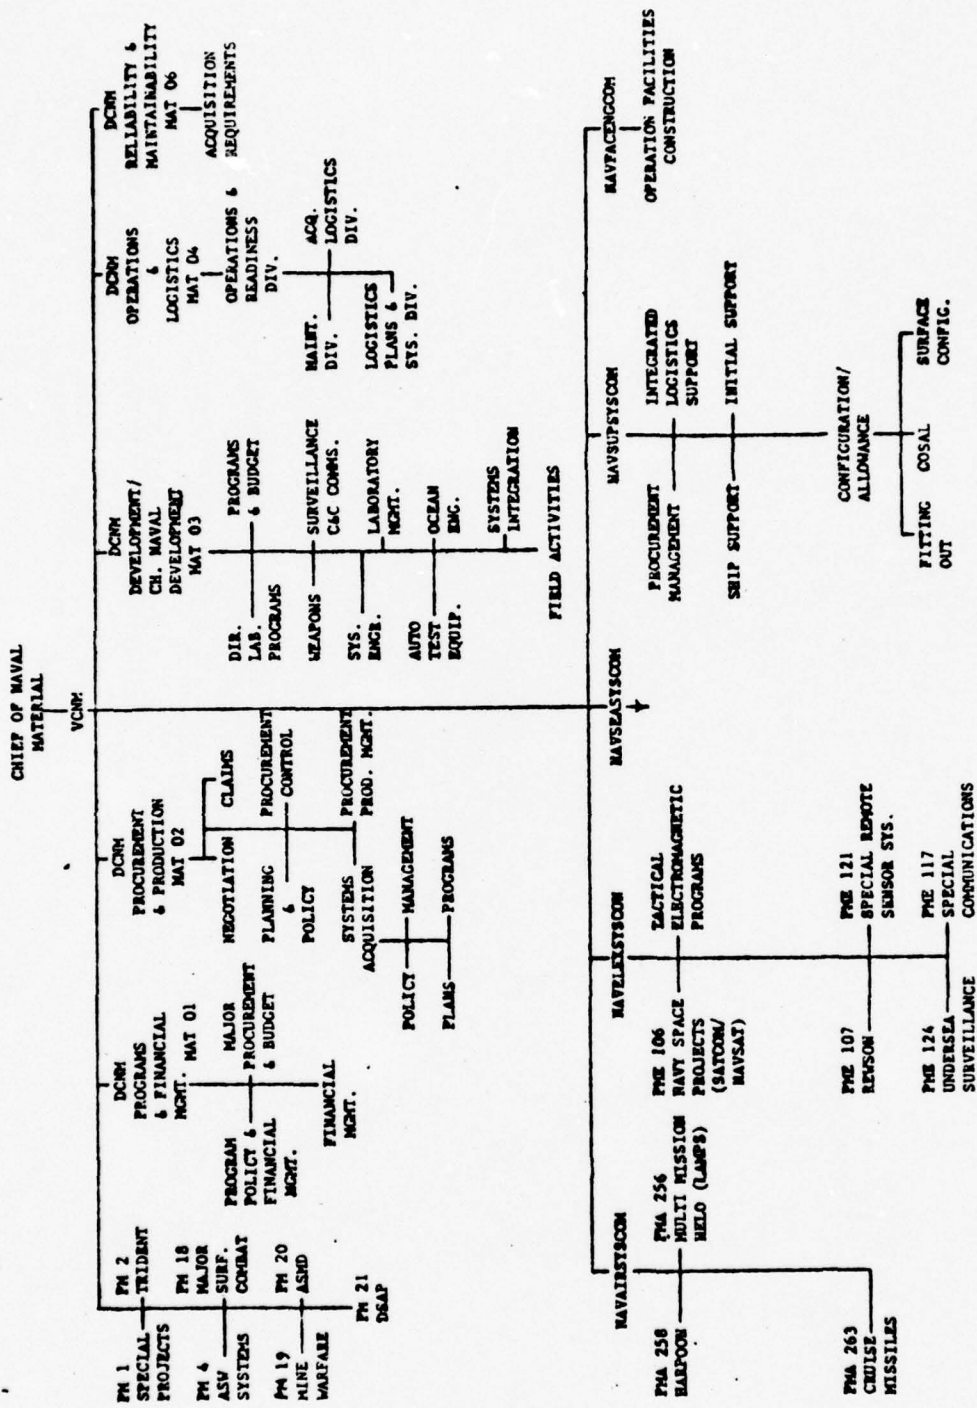 CHIEF OF NAVAL
MATERIAL
VCNM
PM 1
SPECIAL
PROJECTS
PM 2
TRIDENT
PM 4
ASW
SYSTEMS
PM 18
MAJOR
SURF.
COMBAT
PM 19
MINE
WARFARE
PM 20
ASMD
PM 21
DSAP
DCNM
PROGRAMS
& FINANCIAL
MGMT. MAT 01
PROGRAM
POLICY &
FINANCIAL
MGMT.
MAJOR
PROCUREMENT
& BUDGET
FINANCIAL
MGMT.
DCNM
PROCUREMENT
& PRODUCTION
MAT 02
NEGOTIATION
CLAIMS
PLANNING
&
POLICY
PROCUREMENT
CONTROL
SYSTEMS
ACQUISITION
PROCUREMENT
PROD. MGMT.
POLICY
MANAGEMENT
PLANS
PROGRAMS
DCNM
DEVELOPMENT/
CH. NAVAL
DEVELOPMENT
MAT 03
DIR.
LAB.
PROGRAMS
PROGRAMS
& BUDGET
WEAPONS
SURVEILLANCE
C&C COMMS.
SYS.
ENGR.
LABORATORY
MGMT.
AUTO
TEST
EQUIP.
OCEAN
ENG.
SYSTEMS
INTEGRATION
FIELD ACTIVITIES
DCNM
OPERATIONS
&
LOGISTICS
MAT 04
OPERATIONS &
READINESS
DIV.
MAINT.
DIV.
ACQ.
LOGISTICS
DIV.
LOGISTICS
PLANS &
SYS. DIV.
DCNM
RELIABILITY &
MAINTAINABILITY
MAT 06
ACQUISITION
REQUIREMENTS
NAVAIRSYSCOM
PMA 258
HARPOON
PMA 256
MULTI MISSION
HELO (LAMPS)
PMA 263
CRUISE
MISSILES
NAVELEXSYSCOM
PME 106
NAVY SPACE
PROJECTS
(SATCOM/
NAVSAT)
TACTICAL
ELECTROMAGNETIC
PROGRAMS
PME 107
REWSON
PME 121
SPECIAL REMOTE
SENSOR SYS.
PME 124
UNDERSEA
SURVEILLANCE
PME 117
SPECIAL
COMMUNICATIONS
NAVSEASYSCOM
NAVSUPSYSCOM
PROCUREMENT
MANAGEMENT
INTEGRATED
LOGISTICS
SUPPORT
SHIP SUPPORT
INITIAL SUPPORT
CONFIGURATION/
ALLOWANCE
FITTING
OUT
COSAL
SURFACE
CONFIG.
NAVFACENGCOM
OPERATION FACILITIES
CONSTRUCTION